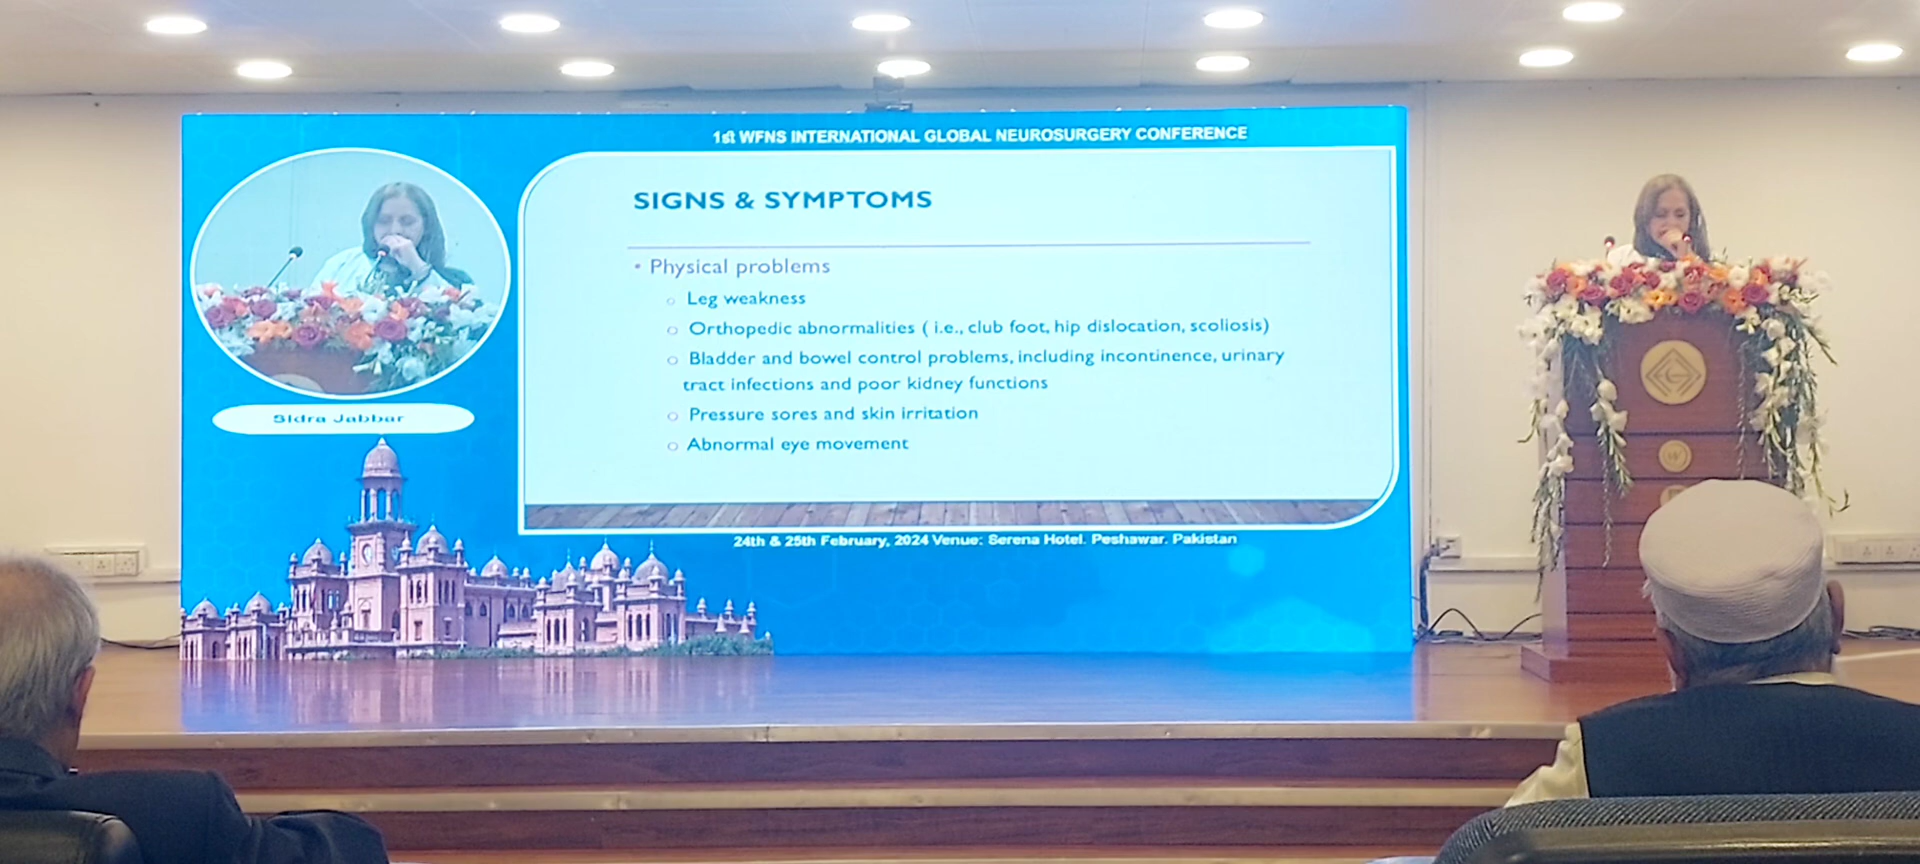 1st WFNS INTERNATIONAL GLOBAL NEUROSURGERY CONFERENCE
SIGNS & SYMPTOMS
• Physical problems
o Leg weakness
o Orthopedic abnormalities ( i.e., club foot, hip dislocation, scoliosis)
o Bladder and bowel control problems, including incontinence, urinary
tract infections and poor kidney functions
o Pressure sores and skin irritation
o Abnormal eye movement
Sidra Jabbar
24th & 25th February, 2024 Venue: Serena Hotel. Peshawar. Pakistan